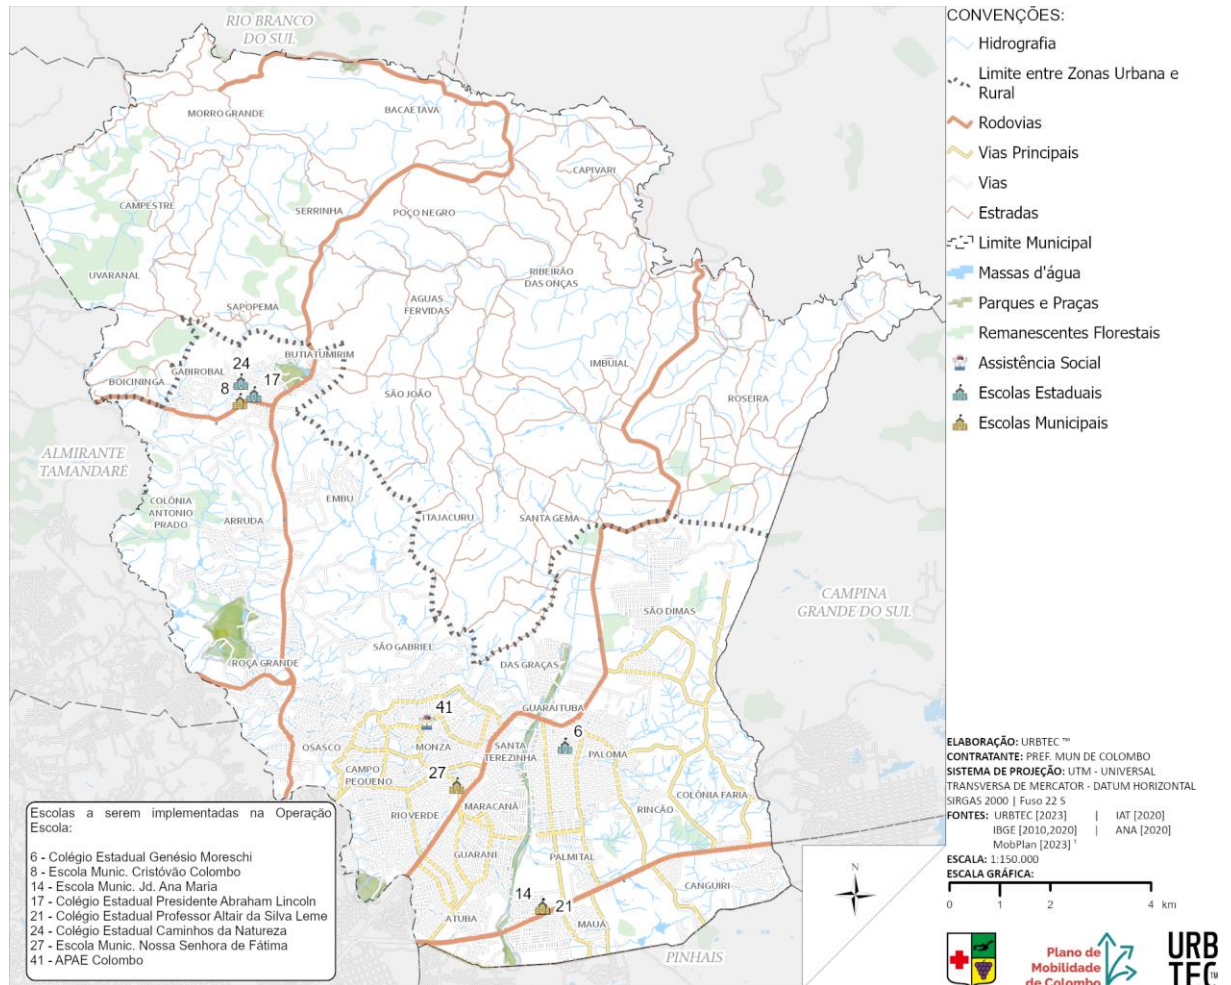 RIO BRANCO
DO SUL
MORRO GRANDE
BACAETAVA
CAPIVARI
CAMPESTRE
SERRINHA
POÇO NEGRO
UVARANAL
RIBEIRÃO
DAS ONÇAS
SAPOPEMA
ÁGUAS
FERVIDAS
BUTIATUMIRIM
24
GABIROBAL
IMBUIAL
BOICININGA
17
8
SÃO JOÃO
ROSEIRA
ALMIRANTE
TAMANDARÉ
COLÔNIA
ANTONIO
PRADO
EMBU
ARRUDA
ITAJACURU
SANTA GEMA
CAMPINA
GRANDE DO SUL
SÃO DIMAS
SÃO GABRIEL
ROÇA GRANDE
DAS GRAÇAS
41
GUARAITUBA
6
OSASCO
MONZA
SANTA
TEREZINHA
PALOMA
CAMPO
PEQUENO
27
COLÔNIA FARIA
MARACANÃ
RIO VERDE
RINCÃO
GUARANI
PALMITAL
CANGUIRI
14
21
ATUBA
MAUÁ
PINHAIS
Escolas a serem implementadas na Operação
Escola:
6 - Colégio Estadual Genésio Moreschi
8 - Escola Munic. Cristóvão Colombo
14 - Escola Munic. Jd. Ana Maria
17 - Colégio Estadual Presidente Abraham Lincoln
21 - Colégio Estadual Professor Altair da Silva Leme
24 - Colégio Estadual Caminhos da Natureza
27 - Escola Munic. Nossa Senhora de Fátima
41 - APAE Colombo
N
CONVENÇÕES:
Hidrografia
Limite entre Zonas Urbana e
Rural
Rodovias
Vias Principais
Vias
Estradas
Limite Municipal
Massas d'água
Parques e Praças
Remanescentes Florestais
Assistência Social
Escolas Estaduais
Escolas Municipais
ELABORAÇÃO: URBTEC ™
CONTRATANTE: PREF. MUN DE COLOMBO
SISTEMA DE PROJEÇÃO: UTM - UNIVERSAL
TRANSVERSA DE MERCATOR - DATUM HORIZONTAL
SIRGAS 2000 | Fuso 22 S
FONTES: URBTEC [2023] | IAT [2020]
IBGE [2010,2020] | ANA [2020]
MobPlan [2023] ¹
ESCALA: 1:150.000
ESCALA GRÁFICA:
0 1 2 4 km
Plano de
Mobilidade
de Colombo
URB
TEC™